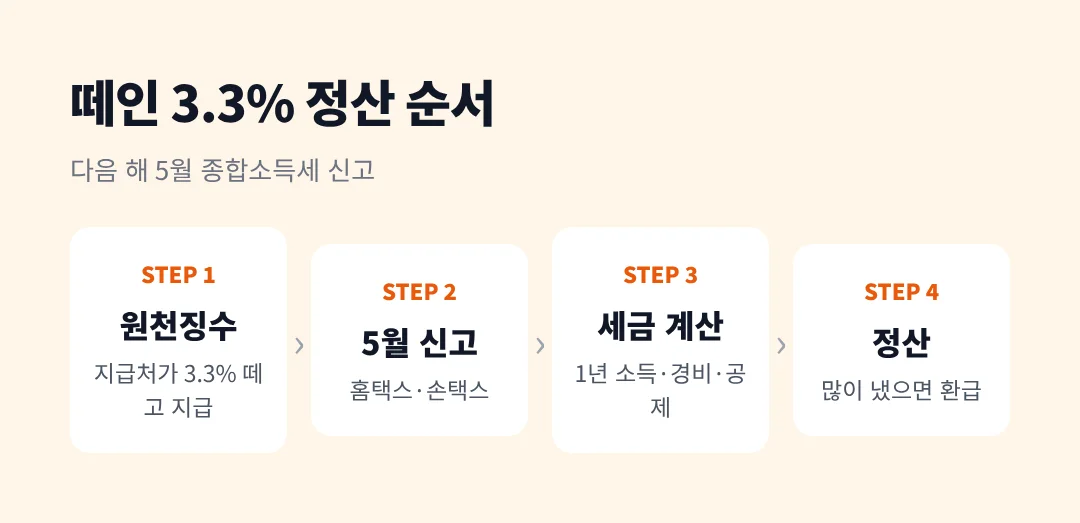 떼인 3.3% 정산 순서
다음 해 5월 종합소득세 신고
STEP 1
원천징수
지급처가 3.3% 떼
고 지급
›
STEP 2
5월 신고
홈택스·손택스
›
STEP 3
세금 계산
1년 소득·경비·공
제
›
STEP 4
정산
많이 냈으면 환급